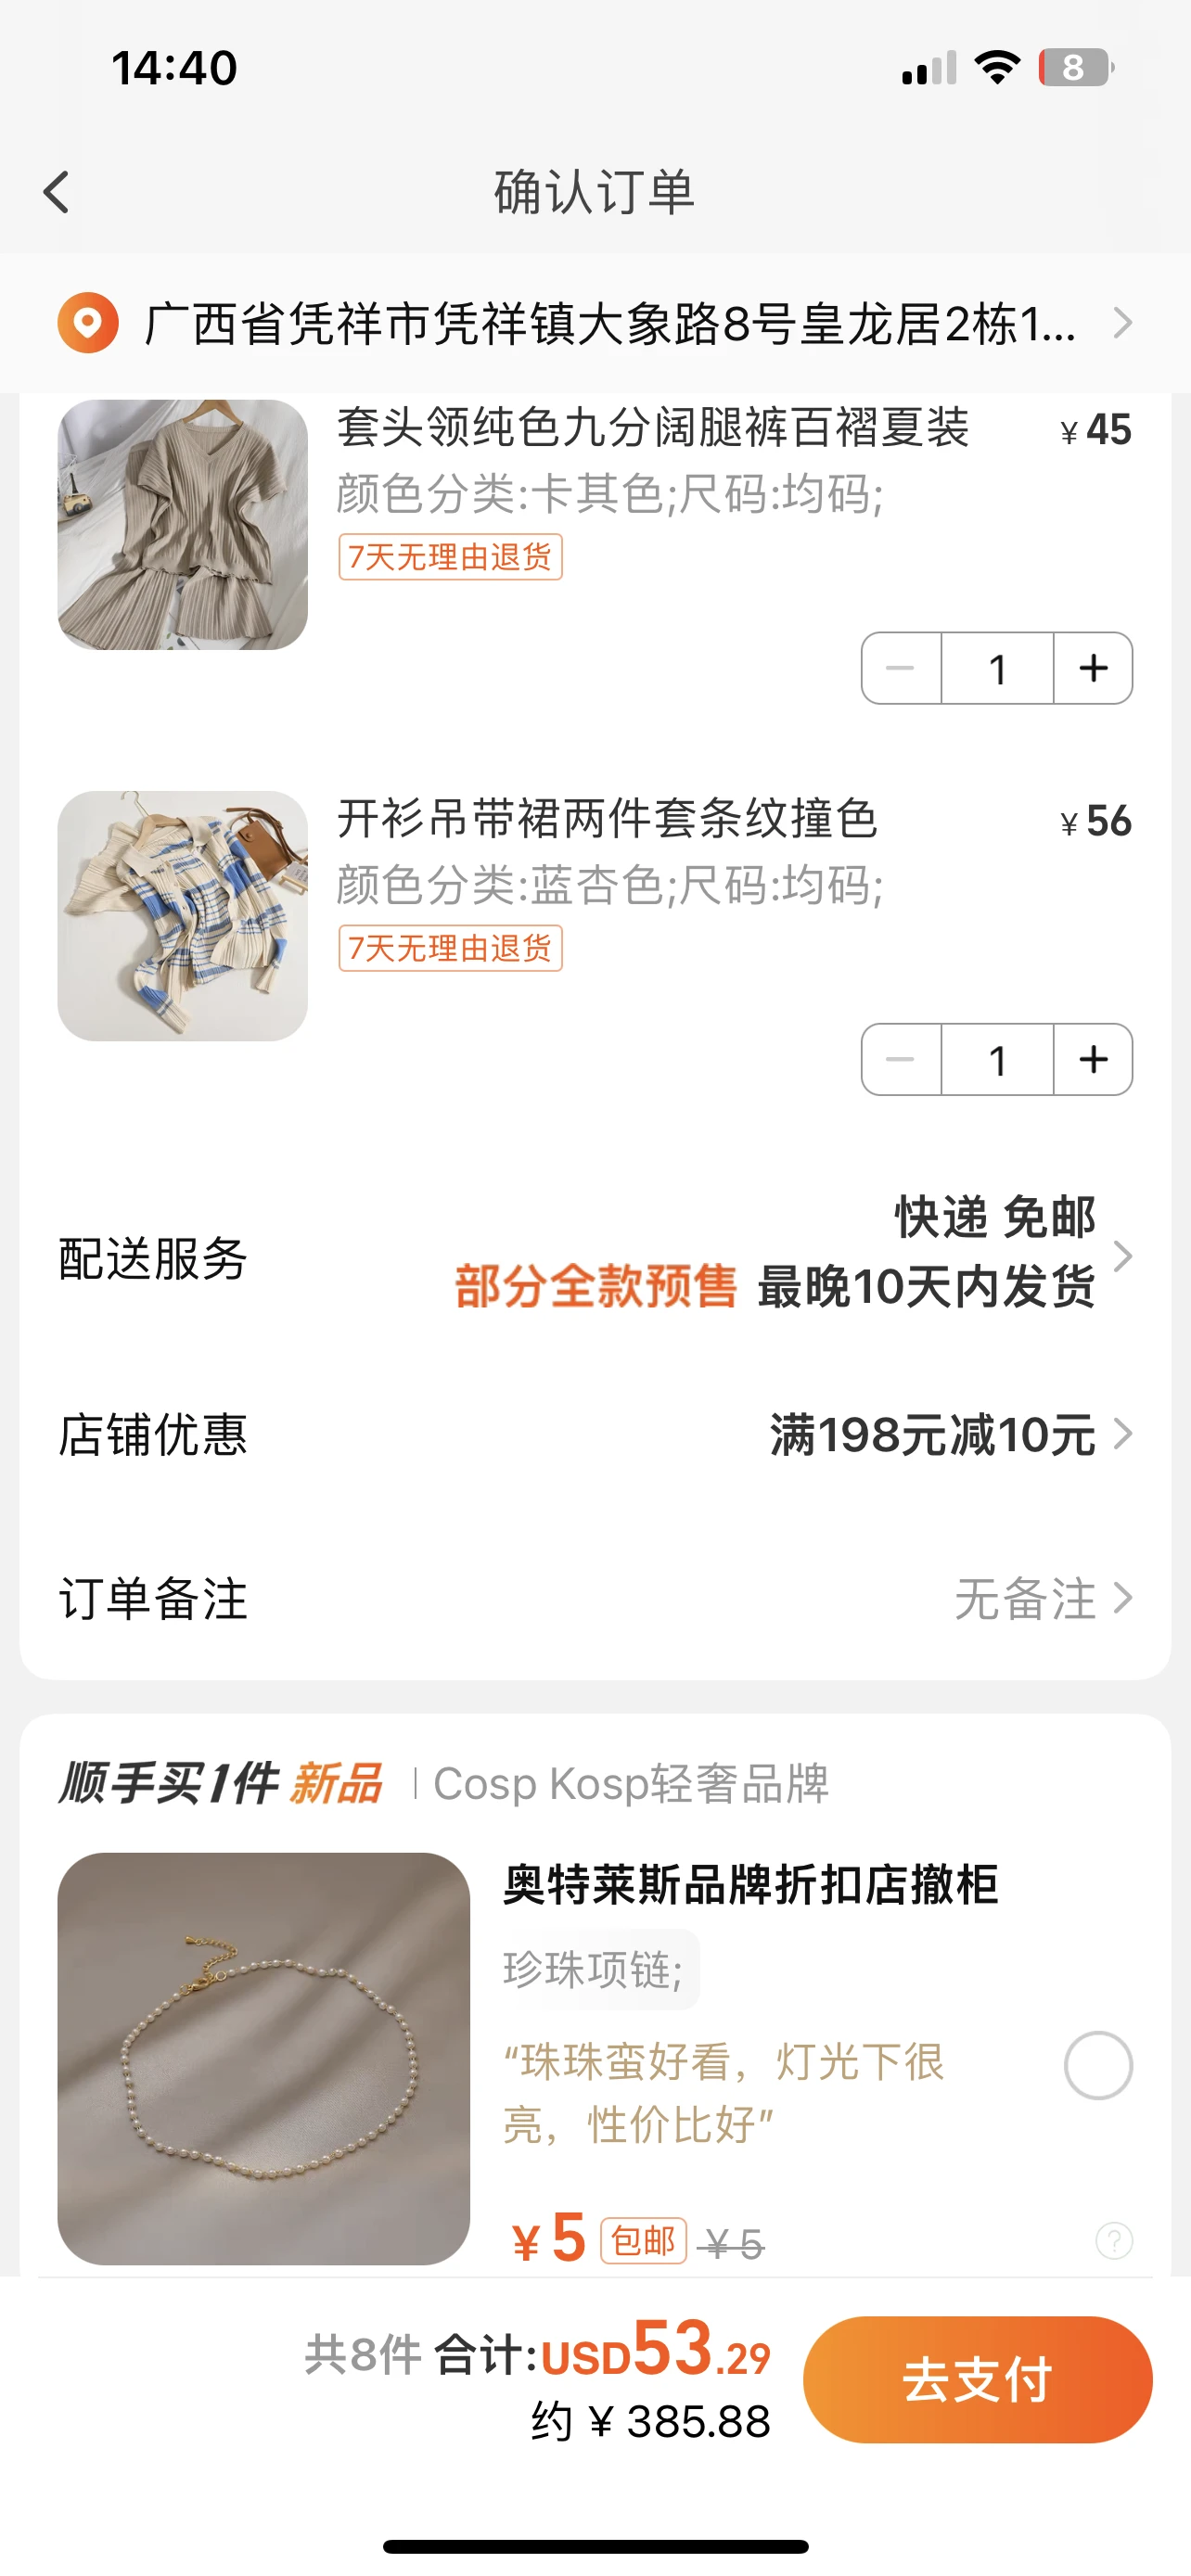 14:40
8
确认订单
广西省凭祥市凭祥镇大象路8号皇龙居2栋1...
套头领纯色九分阔腿裤百褶夏装 ¥45
颜色分类:卡其色;尺码:均码;
7天无理由退货
1
开衫吊带裙两件套条纹撞色 ¥56
颜色分类:蓝杏色;尺码:均码;
7天无理由退货
1
配送服务
快递 免邮
部分全款预售 最晚10天内发货
店铺优惠 满198元减10元
订单备注 无备注
顺手买1件 新品 | Cosp Kosp轻奢品牌
奥特莱斯品牌折扣店撤柜
珍珠项链;
“珠珠蛮好看，灯光下很
亮，性价比好”
¥5 包邮 ¥5
共8件 合计:USD53.29
约 ¥385.88
去支付